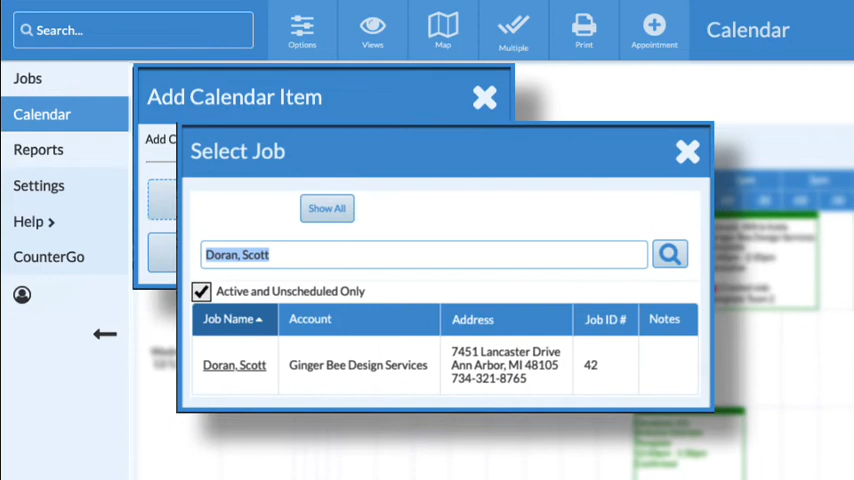 Search...
Options
Views
Map
Multiple
Print
Appointment
Calendar
Jobs
Calendar
Reports
Settings
Help
CounterGo
Add Calendar Item
Add C
Select Job
Show All
Doran, Scott
Active and Unscheduled Only
Job Name Account Address Job ID # Notes
Doran, Scott Ginger Bee Design Services 7451 Lancaster Drive 42
Ann Arbor, MI 48105
734-321-8765